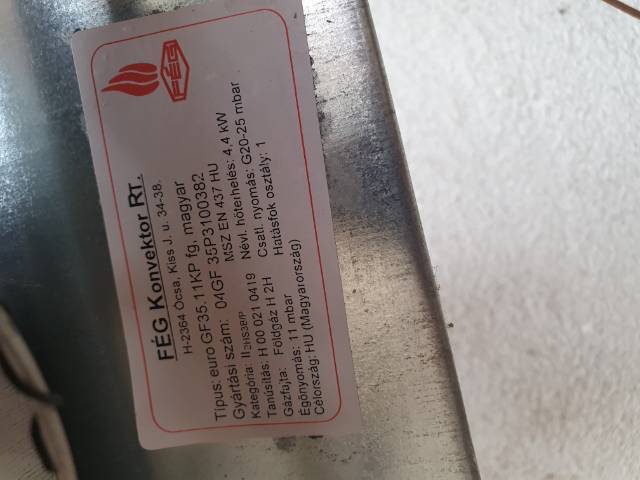 FÉG
FÉG Konvektor RT.
H-2364 Ócsa, Kiss J. u. 34-38.
Típus: euro GF35.11KP fg, magyar
Gyártási szám: 04GF 35P3100382
Kategória: II2HS3B/P MSZ EN 437 HU
Tanúsítás: H 00 021 0419 Névl. hőterhelés: 4,4 kW
Gázfajta: Földgáz H 2H Csatl. nyomás: G20-25 mbar
Égőnyomás: 11 mbar Hatásfok osztály: 1
Célország: HU (Magyarország)